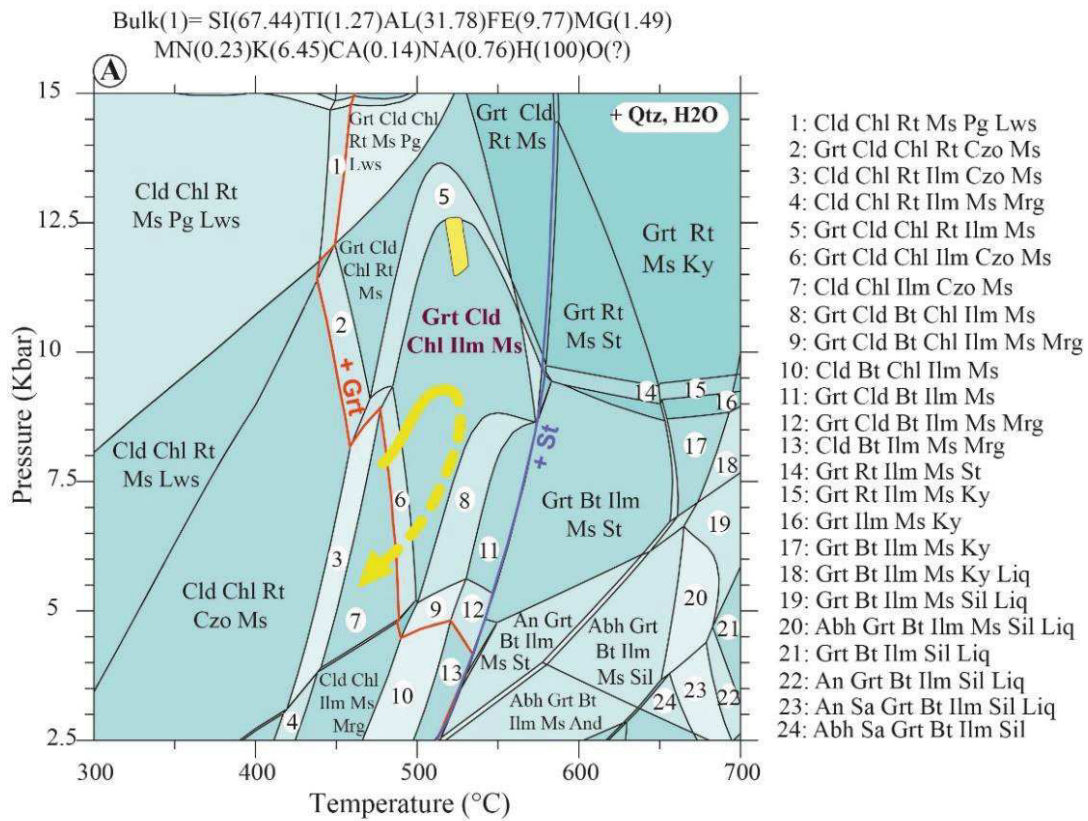 Bulk(1)= SI(67.44)TI(1.27)AL(31.78)FE(9.77)MG(1.49)
MN(0.23)K(6.45)CA(0.14)NA(0.76)H(100)O(?)
A
15
12.5
10
7.5
5
2.5
Pressure (Kbar)
300
400
500
600
700
Temperature (°C)
+ Qtz, H2O
Grt Cld Chl
Rt Ms Pg
Lws
Grt Cld
Rt Ms
1
Cld Chl Rt
Ms Pg Lws
5
Grt Rt
Ms Ky
Grt Cld
Chl Rt
Ms
2
Grt Cld
Chl Ilm Ms
Grt Rt
Ms St
+ Grt
14
15
16
+ St
17
18
Cld Chl Rt
Ms Lws
6
8
Grt Bt Ilm
Ms St
19
3
11
20
Cld Chl Rt
Czo Ms
7
9
12
An Grt
Bt Ilm
Ms St
Abh Grt
Bt Ilm
Ms Sil
21
Cld Chl
Ilm Ms
Mrg
13
10
4
Abh Grt Bt
Ilm Ms And
24
23
22
1: Cld Chl Rt Ms Pg Lws
2: Grt Cld Chl Rt Czo Ms
3: Cld Chl Rt Ilm Czo Ms
4: Cld Chl Rt Ilm Ms Mrg
5: Grt Cld Chl Rt Ilm Ms
6: Grt Cld Chl Ilm Czo Ms
7: Cld Chl Ilm Czo Ms
8: Grt Cld Bt Chl Ilm Ms
9: Grt Cld Bt Chl Ilm Ms Mrg
10: Cld Bt Chl Ilm Ms
11: Grt Cld Bt Ilm Ms
12: Grt Cld Bt Ilm Ms Mrg
13: Cld Bt Ilm Ms Mrg
14: Grt Rt Ilm Ms St
15: Grt Rt Ilm Ms Ky
16: Grt Ilm Ms Ky
17: Grt Bt Ilm Ms Ky
18: Grt Bt Ilm Ms Ky Liq
19: Grt Bt Ilm Ms Sil Liq
20: Abh Grt Bt Ilm Ms Sil Liq
21: Grt Bt Ilm Sil Liq
22: An Grt Bt Ilm Sil Liq
23: An Sa Grt Bt Ilm Sil Liq
24: Abh Sa Grt Bt Ilm Sil